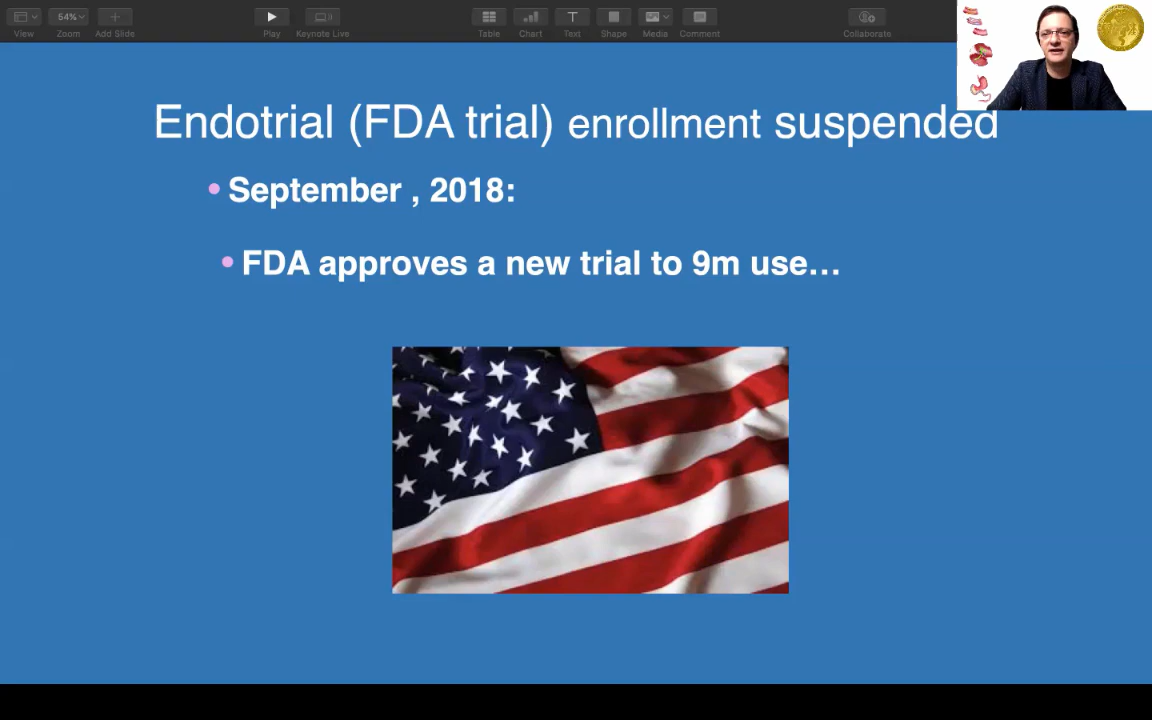 54%
View
Zoom
Add Slide
Play
Keynote Live
Table
Chart
Text
Shape
Media
Comment
Collaborate
Endotrial (FDA trial) enrollment suspended
• September , 2018:
• FDA approves a new trial to 9m use…